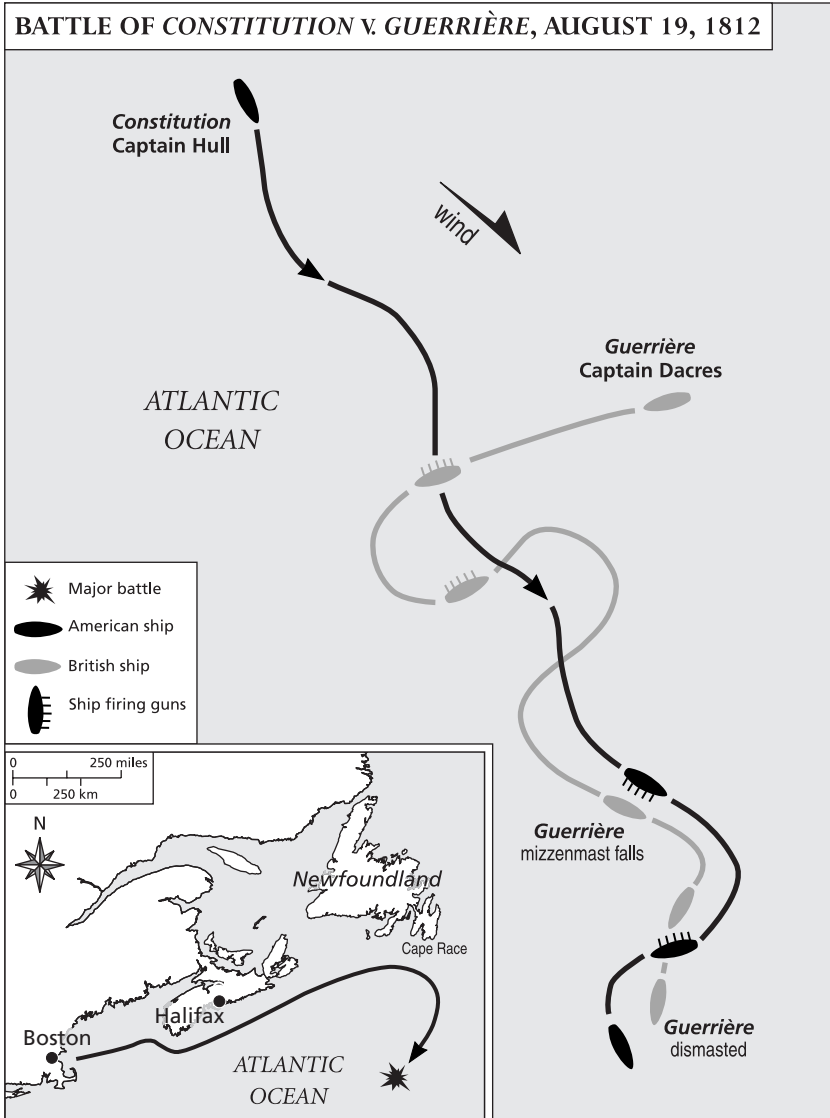 BATTLE OF CONSTITUTION V. GUERRIÈRE, AUGUST 19, 1812
Constitution
Captain Hull
wind
Guerrière
Captain Dacres
ATLANTIC
OCEAN
Major battle
American ship
British ship
Ship firing guns
Guerrière
mizzenmast falls
Guerrière
dismasted
0 250 miles
0 250 km
N
Newfoundland
Cape Race
Halifax
Boston
ATLANTIC
OCEAN